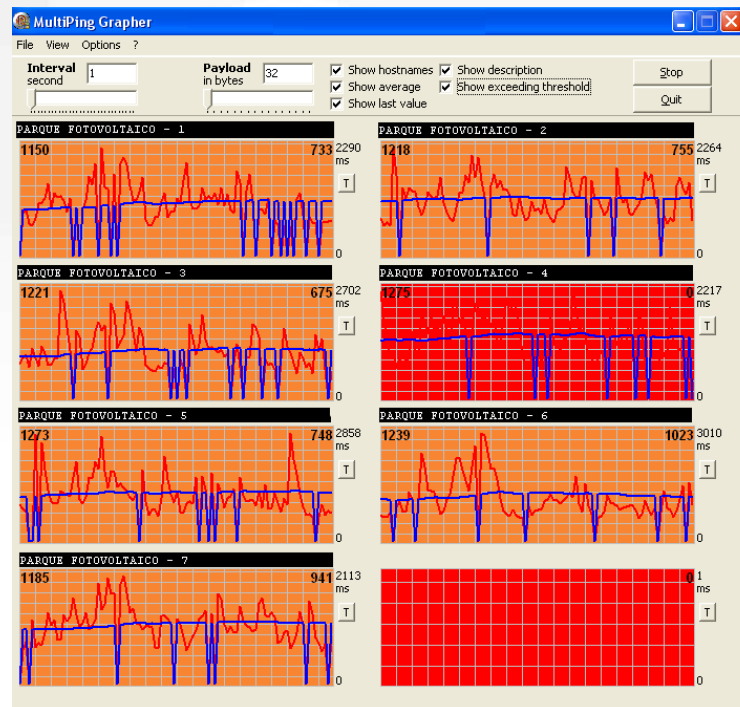 MultiPing Grapher
File View Options ?
Interval
second
1
Payload
in bytes
32
Show hostnames
Show description
Show average
Show exceeding threshold
Show last value
Stop
Quit
PARQUE FOTOVOLTAICO - 1
1150 733 2290
ms
T
0
PARQUE FOTOVOLTAICO - 2
1218 755 2264
ms
T
0
PARQUE FOTOVOLTAICO - 3
1221 675 2702
ms
T
0
PARQUE FOTOVOLTAICO - 4
1275 0 2217
ms
T
0
PARQUE FOTOVOLTAICO - 5
1273 748 2858
ms
T
0
PARQUE FOTOVOLTAICO - 6
1239 1023 3010
ms
T
0
PARQUE FOTOVOLTAICO - 7
1185 941 2113
ms
T
0
0 1
ms
T
0